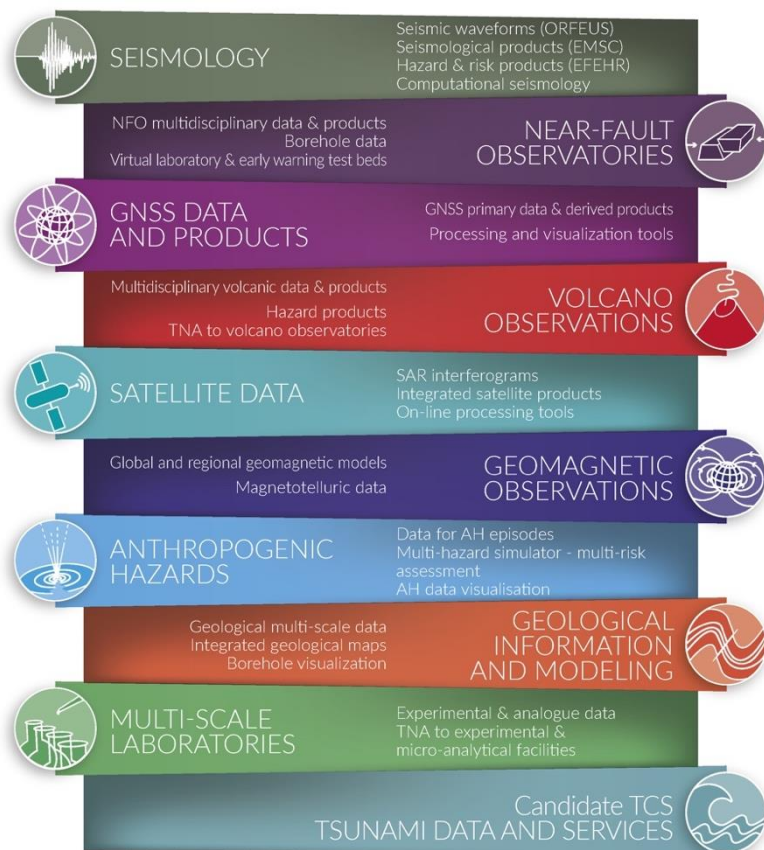 SEISMOLOGY
Seismic waveforms (ORFEUS)
Seismological products (EMSC)
Hazard & risk products (EFEHR)
Computational seismology
NFO multidisciplinary data & products
Borehole data
Virtual laboratory & early warning test beds
NEAR-FAULT
OBSERVATORIES
GNSS DATA
AND PRODUCTS
GNSS primary data & derived products
Processing and visualization tools
Multidisciplinary volcanic data & products
Hazard products
TNA to volcano observatories
VOLCANO
OBSERVATIONS
SATELLITE DATA
SAR interferograms
Integrated satellite products
On-line processing tools
Global and regional geomagnetic models
Magnetotelluric data
GEOMAGNETIC
OBSERVATIONS
ANTHROPOGENIC
HAZARDS
Data for AH episodes
Multi-hazard simulator - multi-risk
assessment
AH data visualisation
Geological multi-scale data
Integrated geological maps
Borehole visualization
GEOLOGICAL
INFORMATION
AND MODELING
MULTI-SCALE
LABORATORIES
Experimental & analogue data
TNA to experimental &
micro-analytical facilities
Candidate TCS
TSUNAMI DATA AND SERVICES